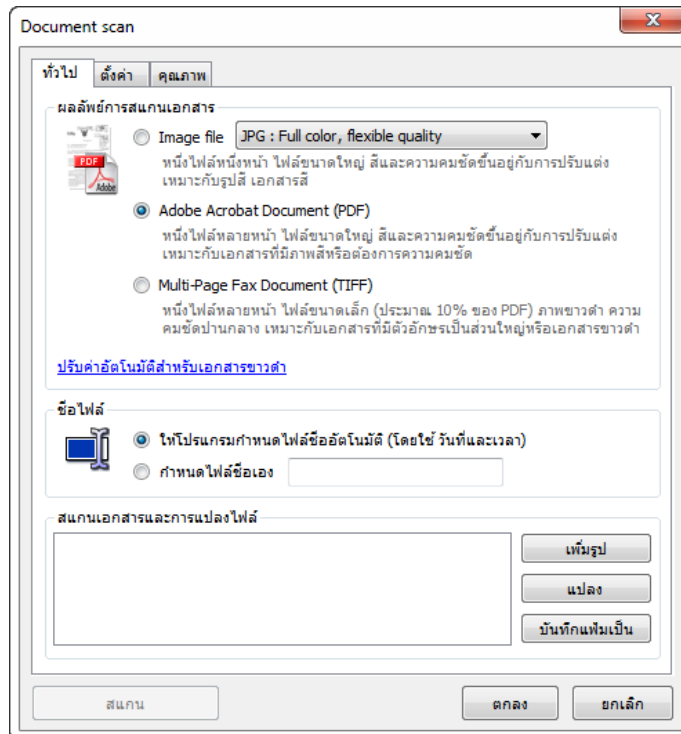 Document scan
ทั่วไป ตั้งค่า คุณภาพ
ผลลัพธ์การสแกนเอกสาร
Image file JPG : Full color, flexible quality
หนึ่งไฟล์หนึ่งหน้า ไฟล์ขนาดใหญ่ สีและความคมชัดขึ้นอยู่กับการปรับแต่ง
เหมาะกับรูปสี เอกสารสี
PDF
Adobe
Adobe Acrobat Document (PDF)
หนึ่งไฟล์หลายหน้า ไฟล์ขนาดใหญ่ สีและความคมชัดขึ้นอยู่กับการปรับแต่ง
เหมาะกับเอกสารที่มีภาพสีหรือต้องการความคมชัด
Multi-Page Fax Document (TIFF)
หนึ่งไฟล์หลายหน้า ไฟล์ขนาดเล็ก (ประมาณ 10% ของ PDF) ภาพขาวดำ ความ
คมชัดปานกลาง เหมาะกับเอกสารที่มีตัวอักษรเป็นส่วนใหญ่หรือเอกสารขาวดำ
ปรับค่าอัตโนมัติสำหรับเอกสารขาวดำ
ชื่อไฟล์
ให้โปรแกรมกำหนดไฟล์ชื่ออัตโนมัติ (โดยใช้ วันที่และเวลา)
กำหนดไฟล์ชื่อเอง
สแกนเอกสารและการแปลงไฟล์
เพิ่มรูป
แปลง
บันทึกแฟ้มเป็น
สแกน ตกลง ยกเลิก